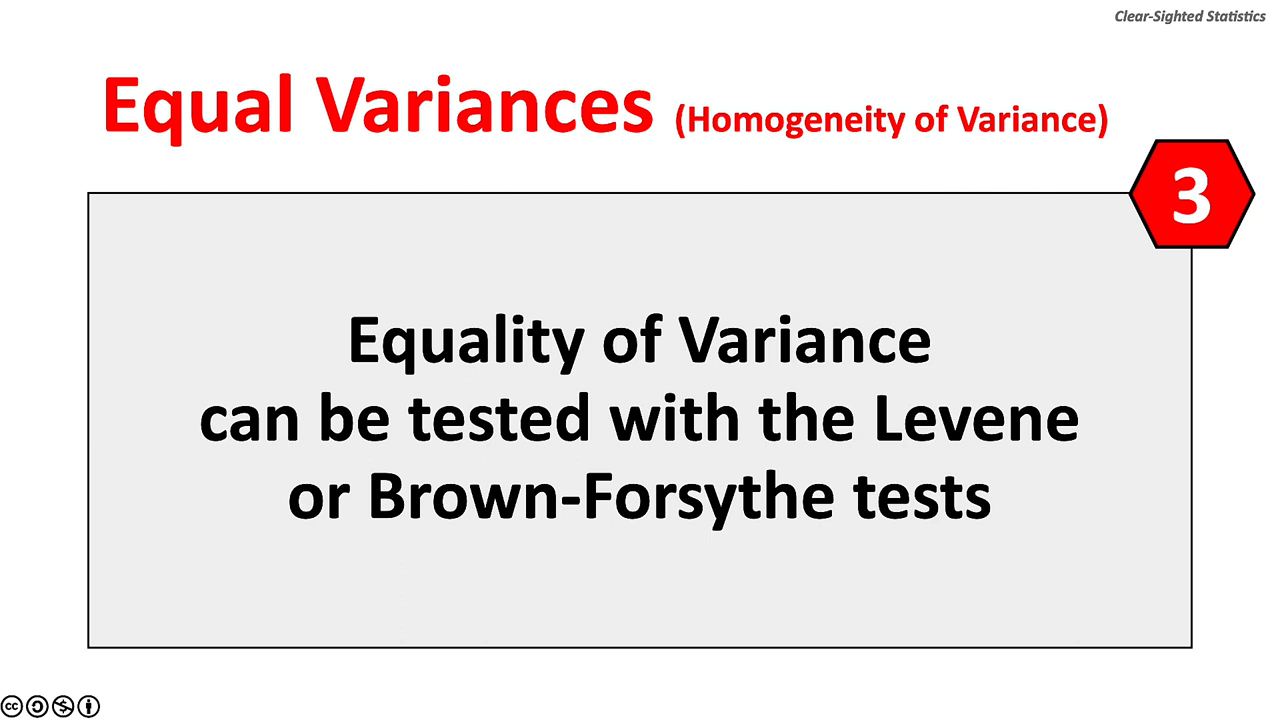 Clear-Sighted Statistics
Equal Variances (Homogeneity of Variance)
3
Equality of Variance
can be tested with the Levene
or Brown-Forsythe tests
cc